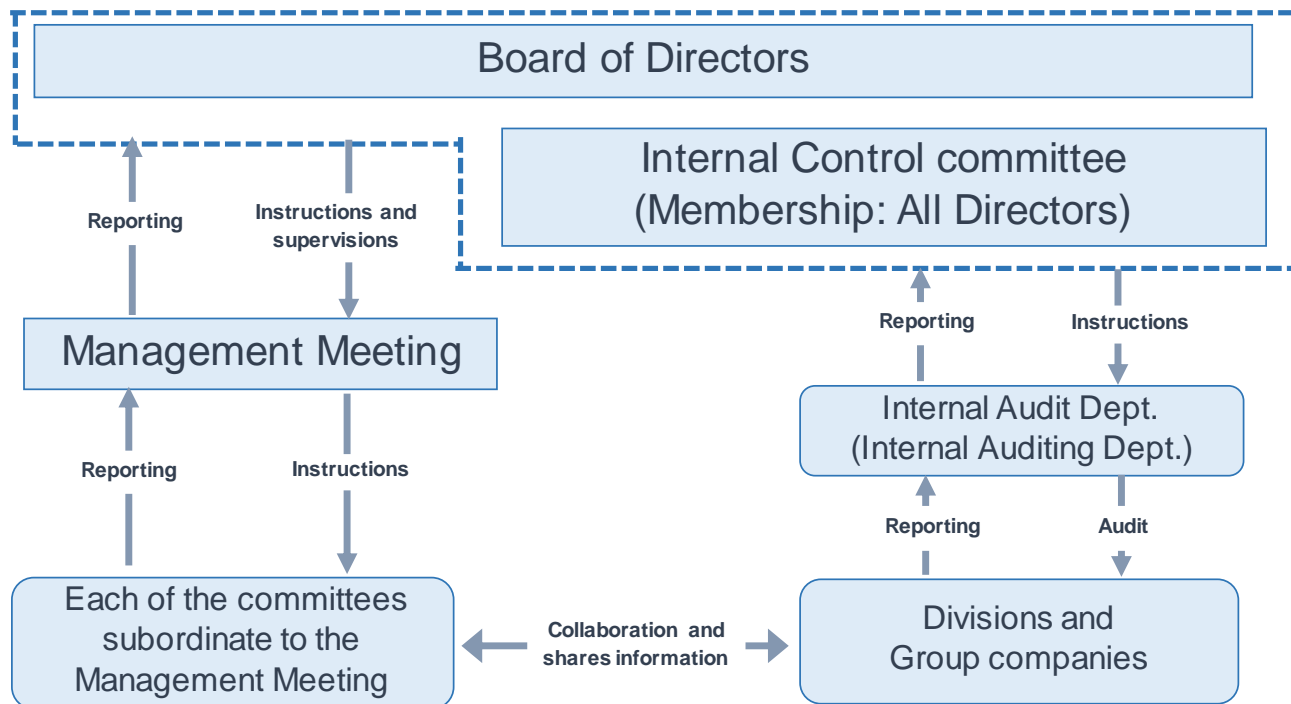 Board of Directors
Internal Control committee
(Membership: All Directors)
Reporting
Instructions and
supervisions
Reporting
Instructions
Management Meeting
Internal Audit Dept.
(Internal Auditing Dept.)
Reporting
Instructions
Reporting
Audit
Each of the committees
subordinate to the
Management Meeting
Collaboration and
shares information
Divisions and
Group companies